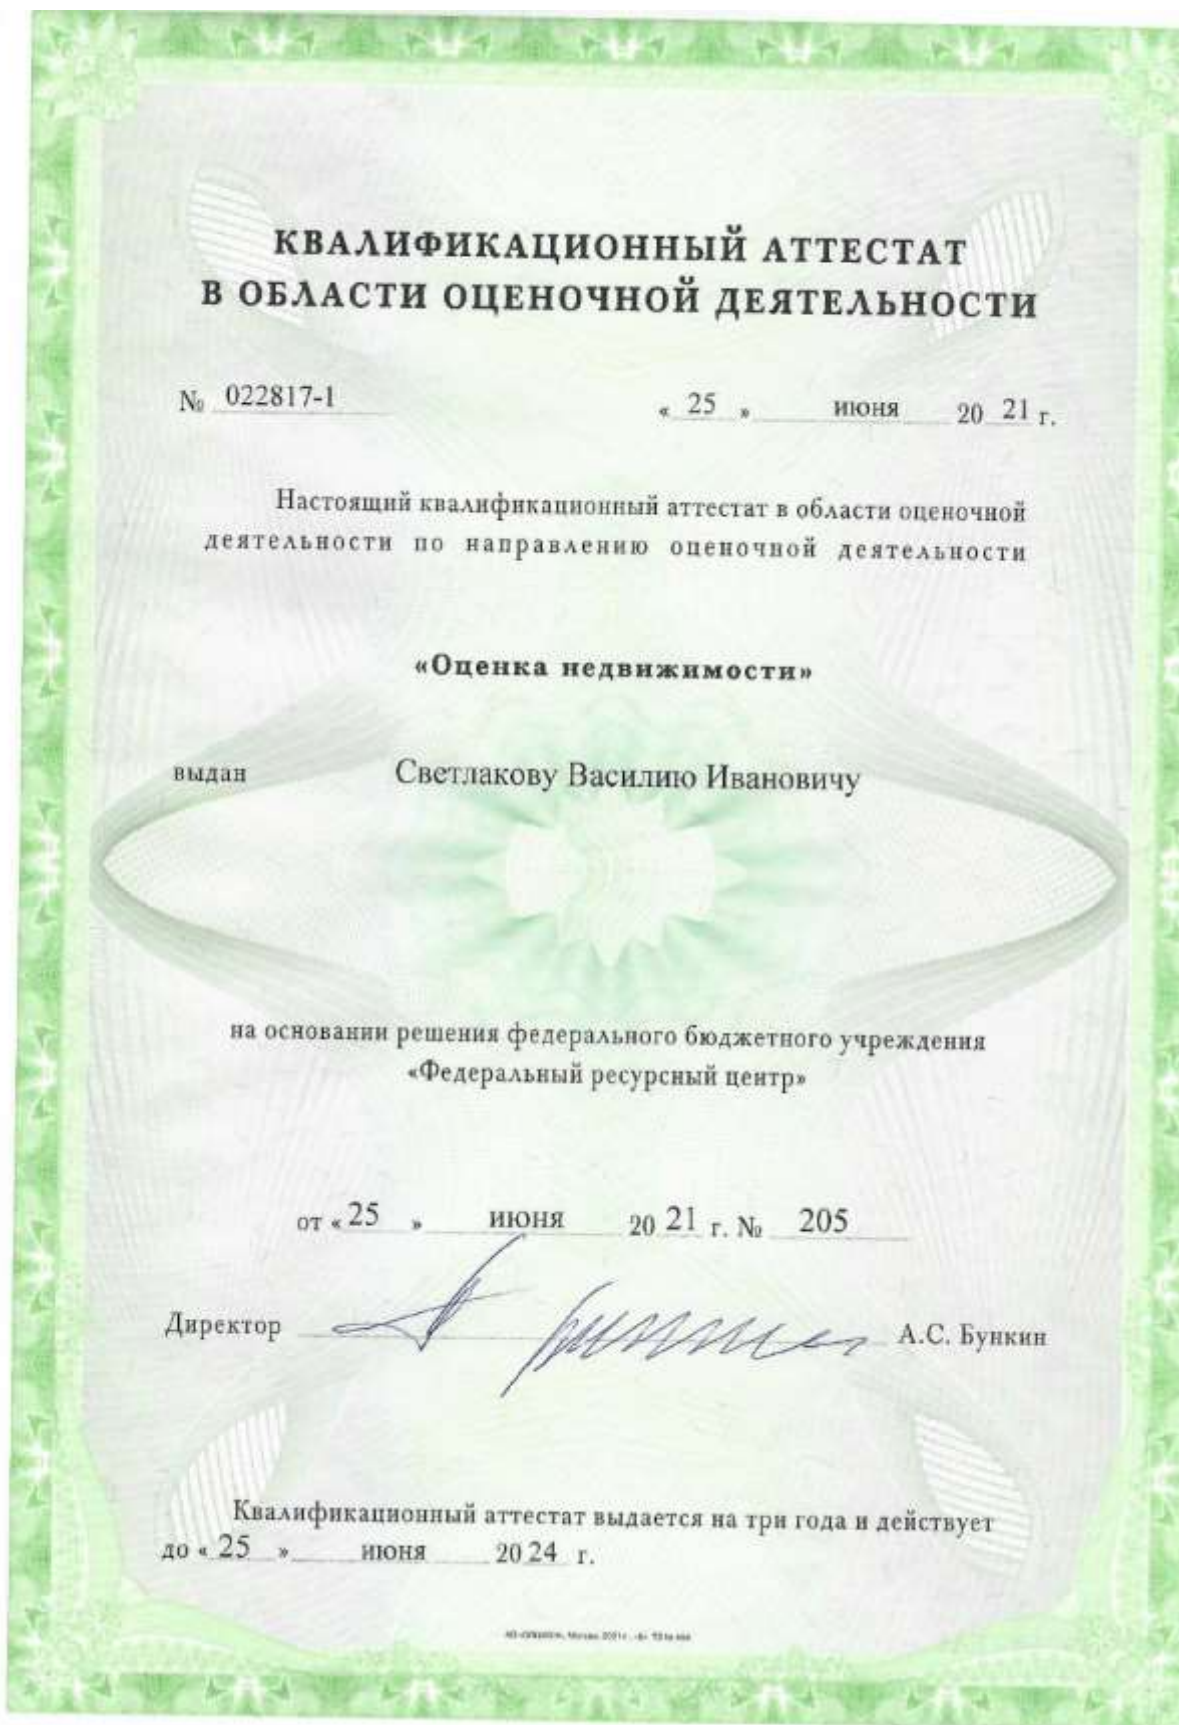 КВАЛИФИКАЦИОННЫЙ АТТЕСТАТ
В ОБЛАСТИ ОЦЕНОЧНОЙ ДЕЯТЕЛЬНОСТИ
№ 022817-1 « 25 » июня 20 21 г.
Настоящий квалификационный аттестат в области оценочной
деятельности по направлению оценочной деятельности
«Оценка недвижимости»
выдан Светлакову Василию Ивановичу
на основании решения федерального бюджетного учреждения
«Федеральный ресурсный центр»
от « 25 » июня 20 21 г. № 205
Директор А.С. Бункин
Квалификационный аттестат выдается на три года и действует
до « 25 » июня 20 24 г.